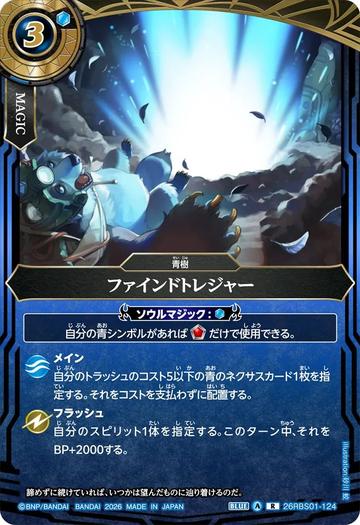 3
MAGIC
せいじゅ
青樹
ファインドトレジャー
ソウルマジック:
自分の青シンボルがあれば だけで使用できる。
メイン
自分のトラッシュのコスト5以下の青のネクサスカード1枚を指
定する。それをコストを支払わずに配置する。
フラッシュ
自分のスピリット1体を指定する。このターン中、それを
BP+2000する。
諦めずに続けていれば、いつかは望んだものに辿り着けるのだ。
©BNP/BANDAI BANDAI 2026 MADE IN JAPAN BLUE A R 26RBS01-124